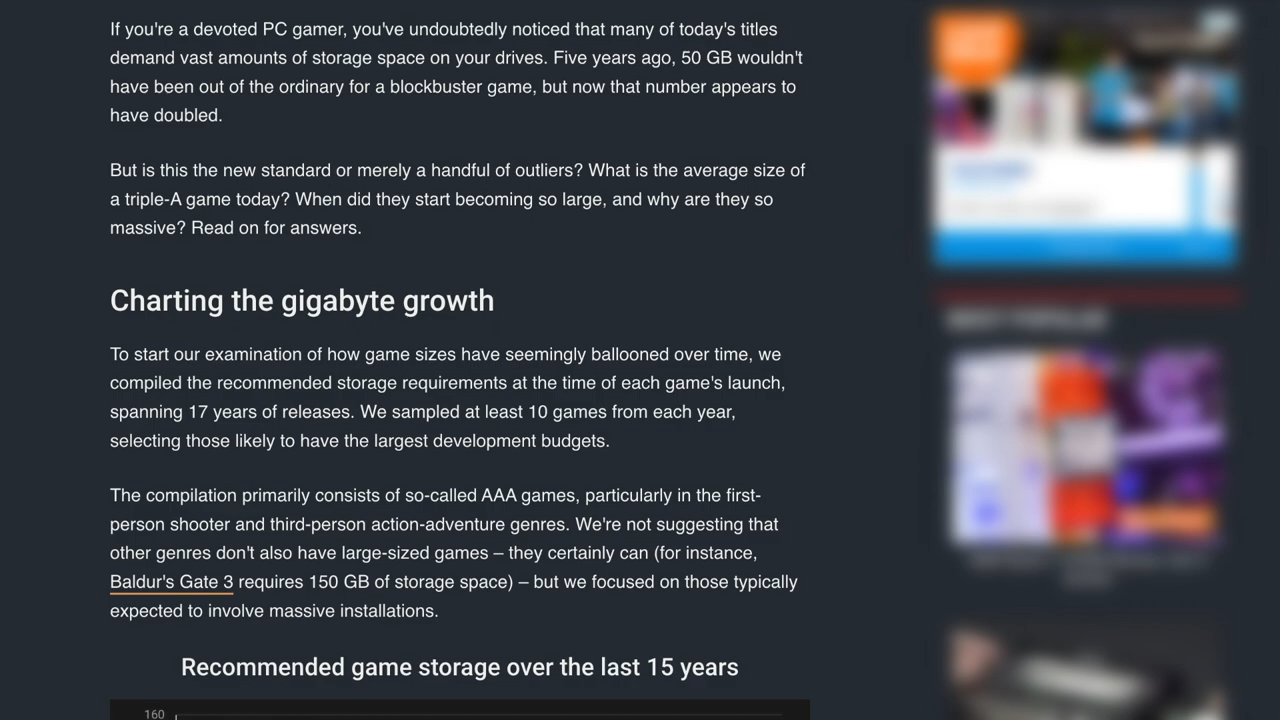 If you're a devoted PC gamer, you've undoubtedly noticed that many of today's titles
demand vast amounts of storage space on your drives. Five years ago, 50 GB wouldn't
have been out of the ordinary for a blockbuster game, but now that number appears to
have doubled.
But is this the new standard or merely a handful of outliers? What is the average size of
a triple-A game today? When did they start becoming so large, and why are they so
massive? Read on for answers.
Charting the gigabyte growth
To start our examination of how game sizes have seemingly ballooned over time, we
compiled the recommended storage requirements at the time of each game's launch,
spanning 17 years of releases. We sampled at least 10 games from each year,
selecting those likely to have the largest development budgets.
The compilation primarily consists of so-called AAA games, particularly in the first-
person shooter and third-person action-adventure genres. We're not suggesting that
other genres don't also have large-sized games – they certainly can (for instance,
Baldur's Gate 3 requires 150 GB of storage space) – but we focused on those typically
expected to involve massive installations.
Recommended game storage over the last 15 years
160